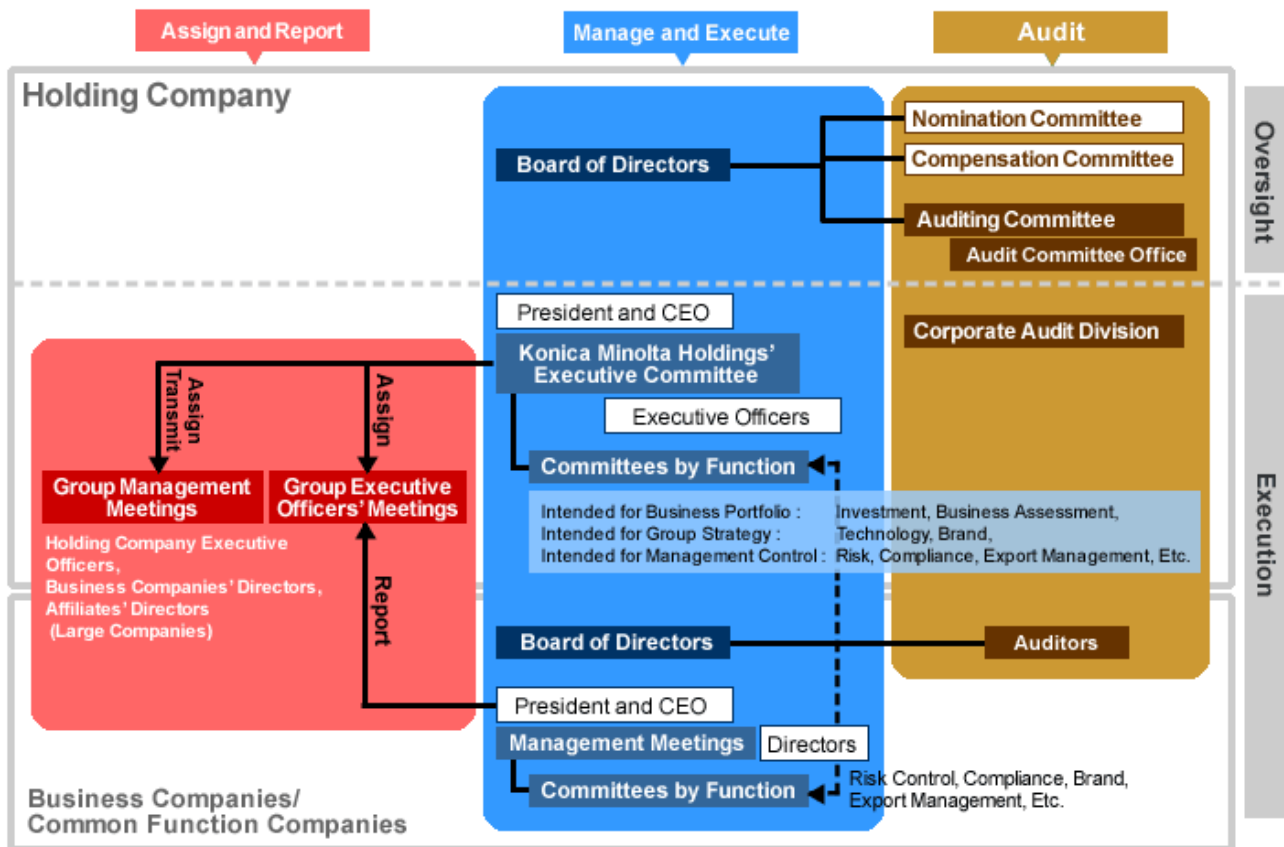 Assign and Report
Manage and Execute
Audit
Holding Company
Board of Directors
Nomination Committee
Compensation Committee
Auditing Committee
Audit Committee Office
Oversight
President and CEO
Konica Minolta Holdings’
Executive Committee
Executive Officers
Corporate Audit Division
Assign
Transmit
Assign
Group Management
Meetings
Group Executive
Officers’ Meetings
Holding Company Executive
Officers,
Business Companies’ Directors,
Affiliates’ Directors
(Large Companies)
Report
Committees by Function
Intended for Business Portfolio : Investment, Business Assessment,
Intended for Group Strategy : Technology, Brand,
Intended for Management Control : Risk, Compliance, Export Management, Etc.
Execution
Board of Directors
Auditors
President and CEO
Management Meetings
Directors
Committees by Function
Risk Control, Compliance, Brand,
Export Management, Etc.
Business Companies/
Common Function Companies